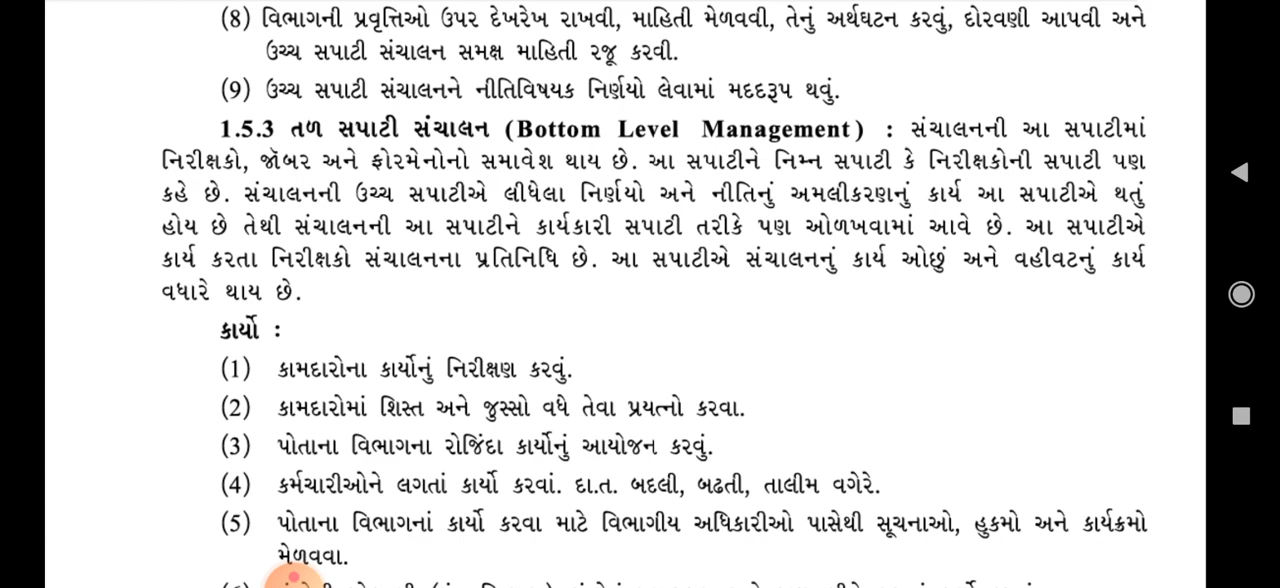 (8) વિભાગની પ્રવૃત્તિઓ ઉપર દેખરેખ રાખવી, માહિતી મેળવવી, તેનું અર્થઘટન કરવું, દોરવણી આપવી અને
ઉચ્ચ સપાટી સંચાલન સમક્ષ માહિતી રજૂ કરવી.
(9) ઉચ્ચ સપાટી સંચાલનને નીતિવિષયક નિર્ણયો લેવામાં મદદરૂપ થવું.
1.5.3 તળ સપાટી સંચાલન (Bottom Level Management) : સંચાલનની આ સપાટીમાં
નિરીક્ષકો, જૉબર અને ફોરમેનોનો સમાવેશ થાય છે. આ સપાટીને નિમ્ન સપાટી કે નિરીક્ષકોની સપાટી પણ
કહે છે. સંચાલનની ઉચ્ચ સપાટીએ લીધેલા નિર્ણયો અને નીતિનું અમલીકરણનું કાર્ય આ સપાટીએ થતું
હોય છે તેથી સંચાલનની આ સપાટીને કાર્યકારી સપાટી તરીકે પણ ઓળખવામાં આવે છે. આ સપાટીએ
કાર્ય કરતા નિરીક્ષકો સંચાલનના પ્રતિનિધિ છે. આ સપાટીએ સંચાલનનું કાર્ય ઓછું અને વહીવટનું કાર્ય
વધારે થાય છે.
કાર્યો :
(1) કામદારોના કાર્યોનું નિરીક્ષણ કરવું.
(2) કામદારોમાં શિસ્ત અને જુસ્સો વધે તેવા પ્રયત્નો કરવા.
(3) પોતાના વિભાગના રોજિંદા કાર્યોનું આયોજન કરવું.
(4) કર્મચારીઓને લગતાં કાર્યો કરવાં. દા.ત. બદલી, બઢતી, તાલીમ વગેરે.
(5) પોતાના વિભાગનાં કાર્યો કરવા માટે વિભાગીય અધિકારીઓ પાસેથી સૂચનાઓ, હુકમો અને કાર્યક્રમો
મેળવવા.